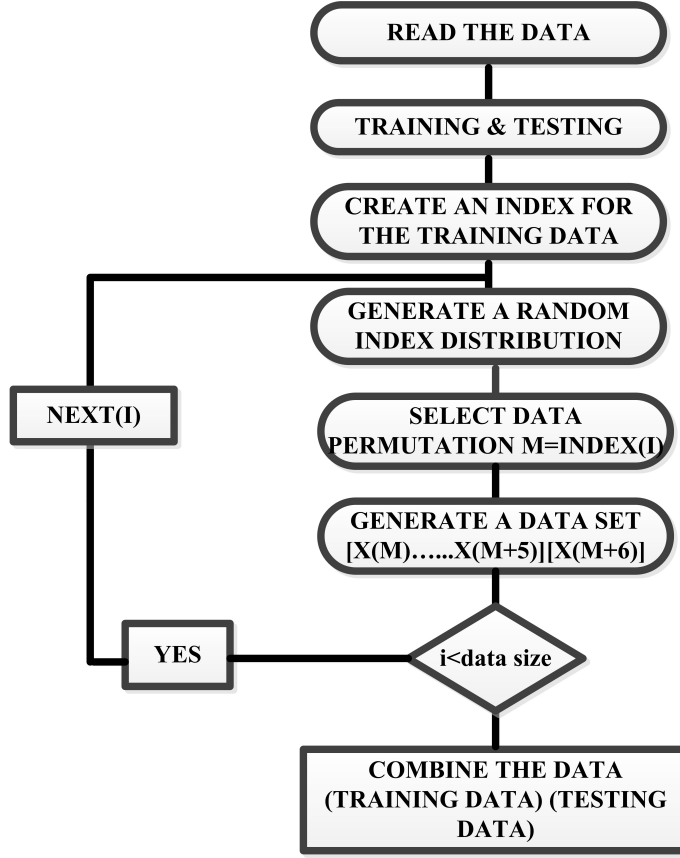 READ THE DATA
TRAINING & TESTING
CREATE AN INDEX FOR
THE TRAINING DATA
GENERATE A RANDOM
INDEX DISTRIBUTION
NEXT(I)
SELECT DATA
PERMUTATION M=INDEX(I)
GENERATE A DATA SET
[X(M)…...X(M+5)][X(M+6)]
YES
i<data size
COMBINE THE DATA
(TRAINING DATA) (TESTING
DATA)